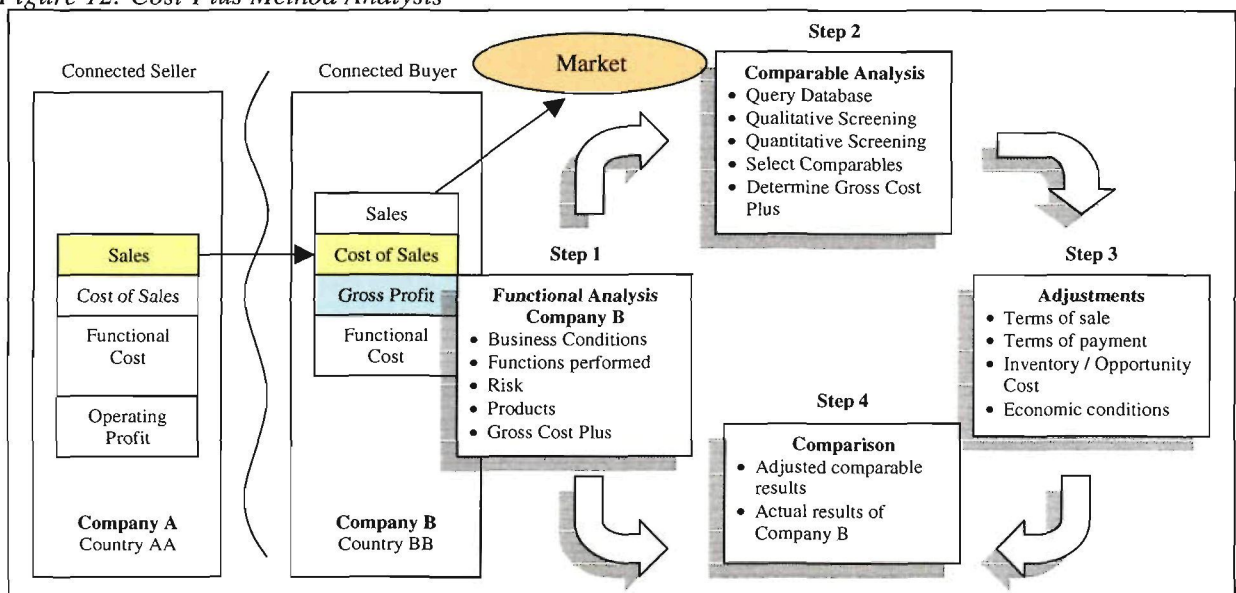 Figure 12: Cost Plus Method Analysis
Connected Seller
Sales
Cost of Sales
Functional
Cost
Operating
Profit
Company A
Country AA
Connected Buyer
Market
Sales
Cost of Sales
Gross Profit
Functional
Cost
Company B
Country BB
Step 1
Functional Analysis
Company B
• Business Conditions
• Functions performed
• Risk
• Products
• Gross Cost Plus
Step 2
Comparable Analysis
• Query Database
• Qualitative Screening
• Quantitative Screening
• Select Comparables
• Determine Gross Cost
Plus
Step 3
Adjustments
• Terms of sale
• Terms of payment
• Inventory / Opportunity
Cost
• Economic conditions
Step 4
Comparison
• Adjusted comparable
results
• Actual results of
Company B